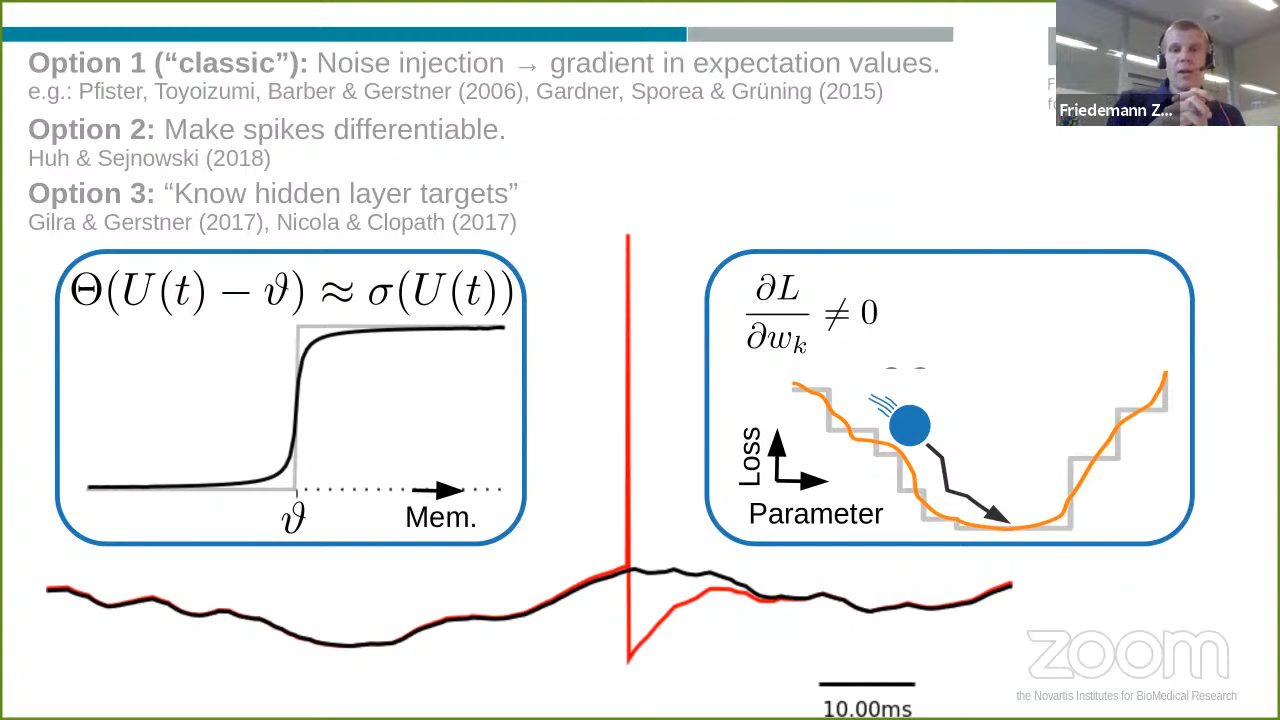 Option 1 (“classic”): Noise injection → gradient in expectation values.
e.g.: Pfister, Toyoizumi, Barber & Gerstner (2006), Gardner, Sporea & Grüning (2015)
Option 2: Make spikes differentiable.
Huh & Sejnowski (2018)
Option 3: “Know hidden layer targets”
Gilra & Gerstner (2017), Nicola & Clopath (2017)
Friedemann Z...
Θ(U(t) − ϑ) ≈ σ(U(t))
ϑ
Mem.
∂L/∂w_k ≠ 0
Loss
Parameter
10.00ms
zoom
the Novartis Institutes for BioMedical Research